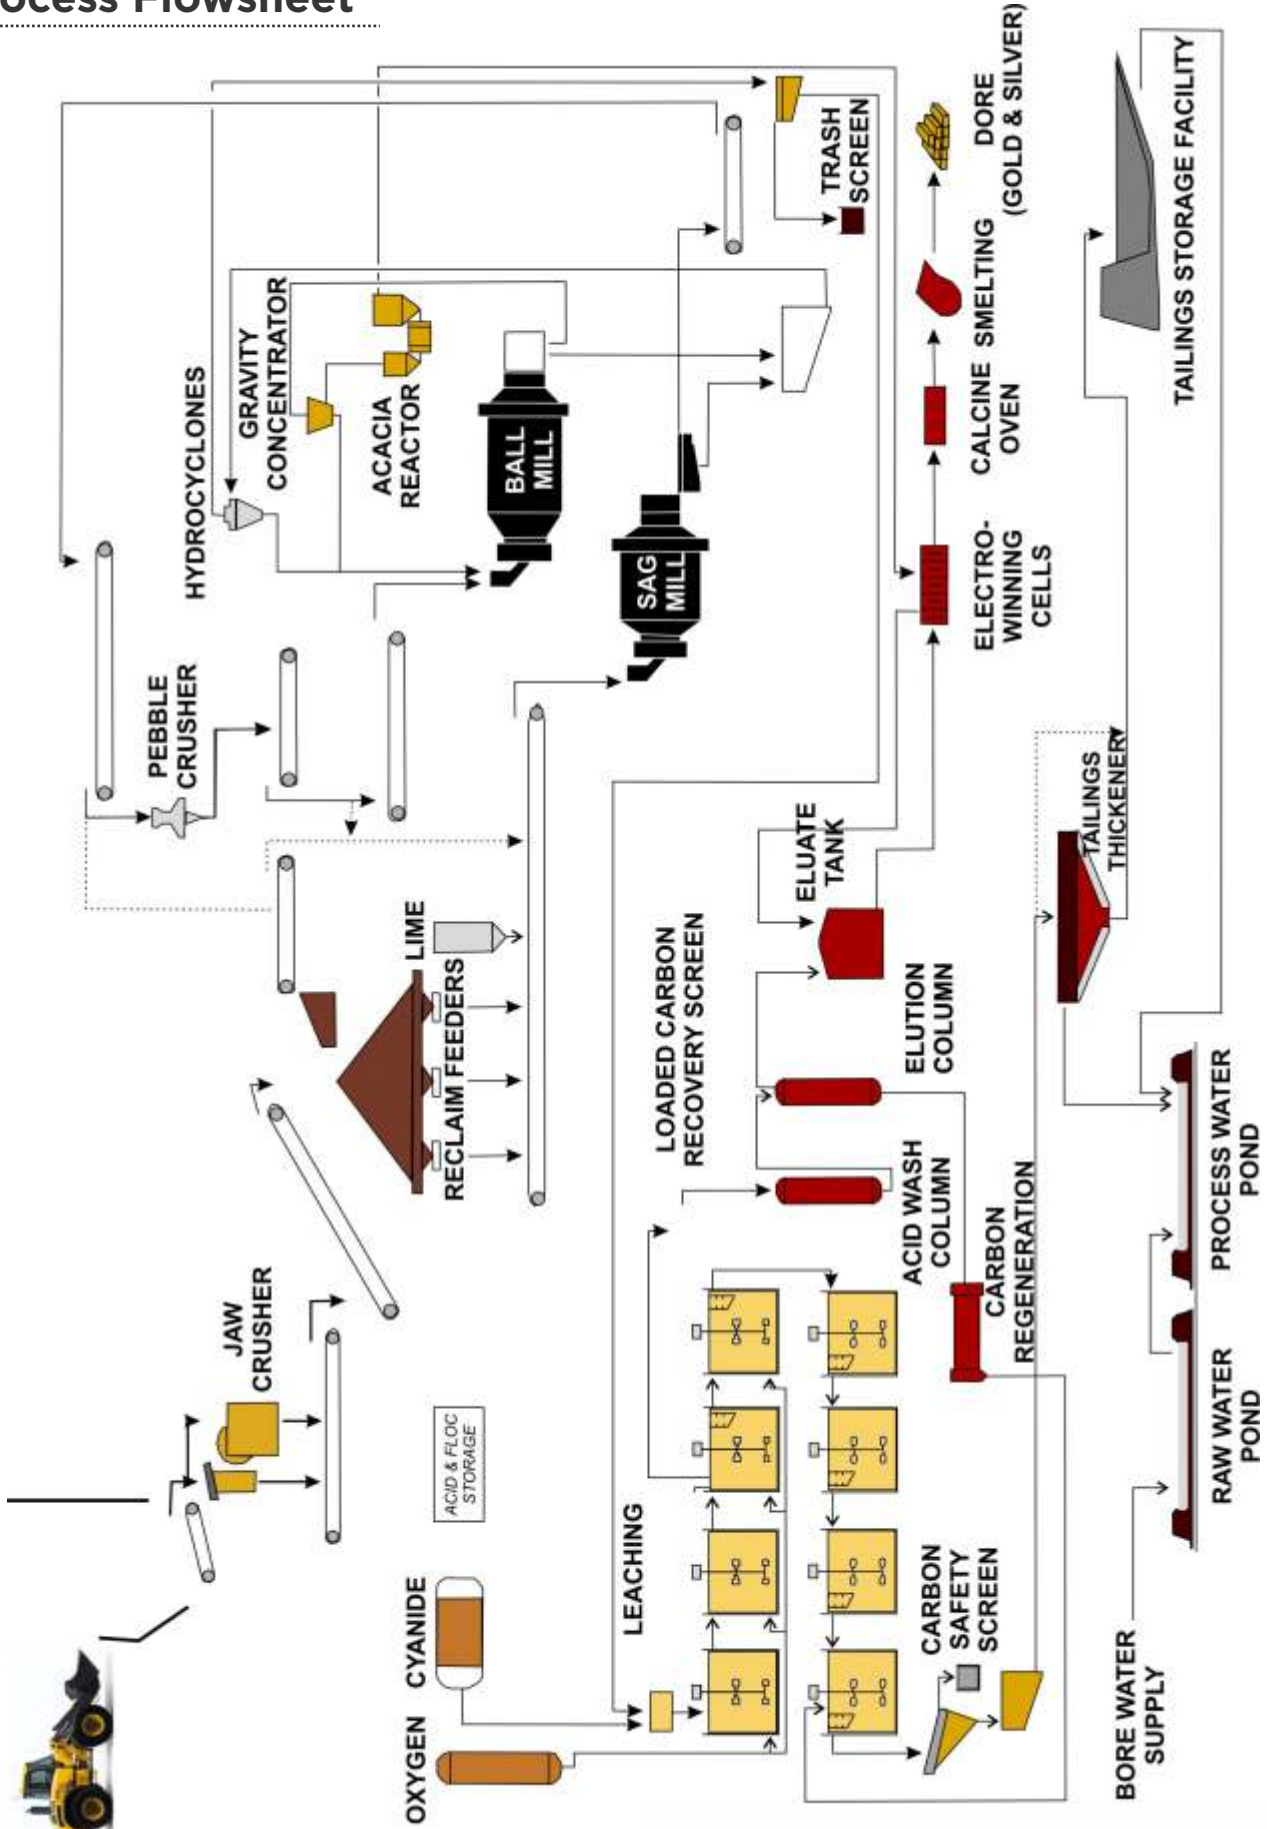 ocess Flowsheet
JAW
CRUSHER
PEBBLE
CRUSHER
HYDROCYCLONES
GRAVITY
CONCENTRATOR
ACACIA
REACTOR
OXYGEN
CYANIDE
ACID & FLOC
STORAGE
LIME
RECLAIM FEEDERS
BALL
MILL
SAG
MILL
LEACHING
LOADED CARBON
RECOVERY SCREEN
ELUATE
TANK
TRASH
SCREEN
CARBON
SAFETY
SCREEN
ACID WASH
COLUMN
ELUTION
COLUMN
CARBON
REGENERATION
ELECTRO-
WINNING
CELLS
CALCINE
OVEN
SMELTING
DORE
(GOLD & SILVER)
TAILINGS
THICKENER
BORE WATER
SUPPLY
RAW WATER
POND
PROCESS WATER
POND
TAILINGS STORAGE FACILITY